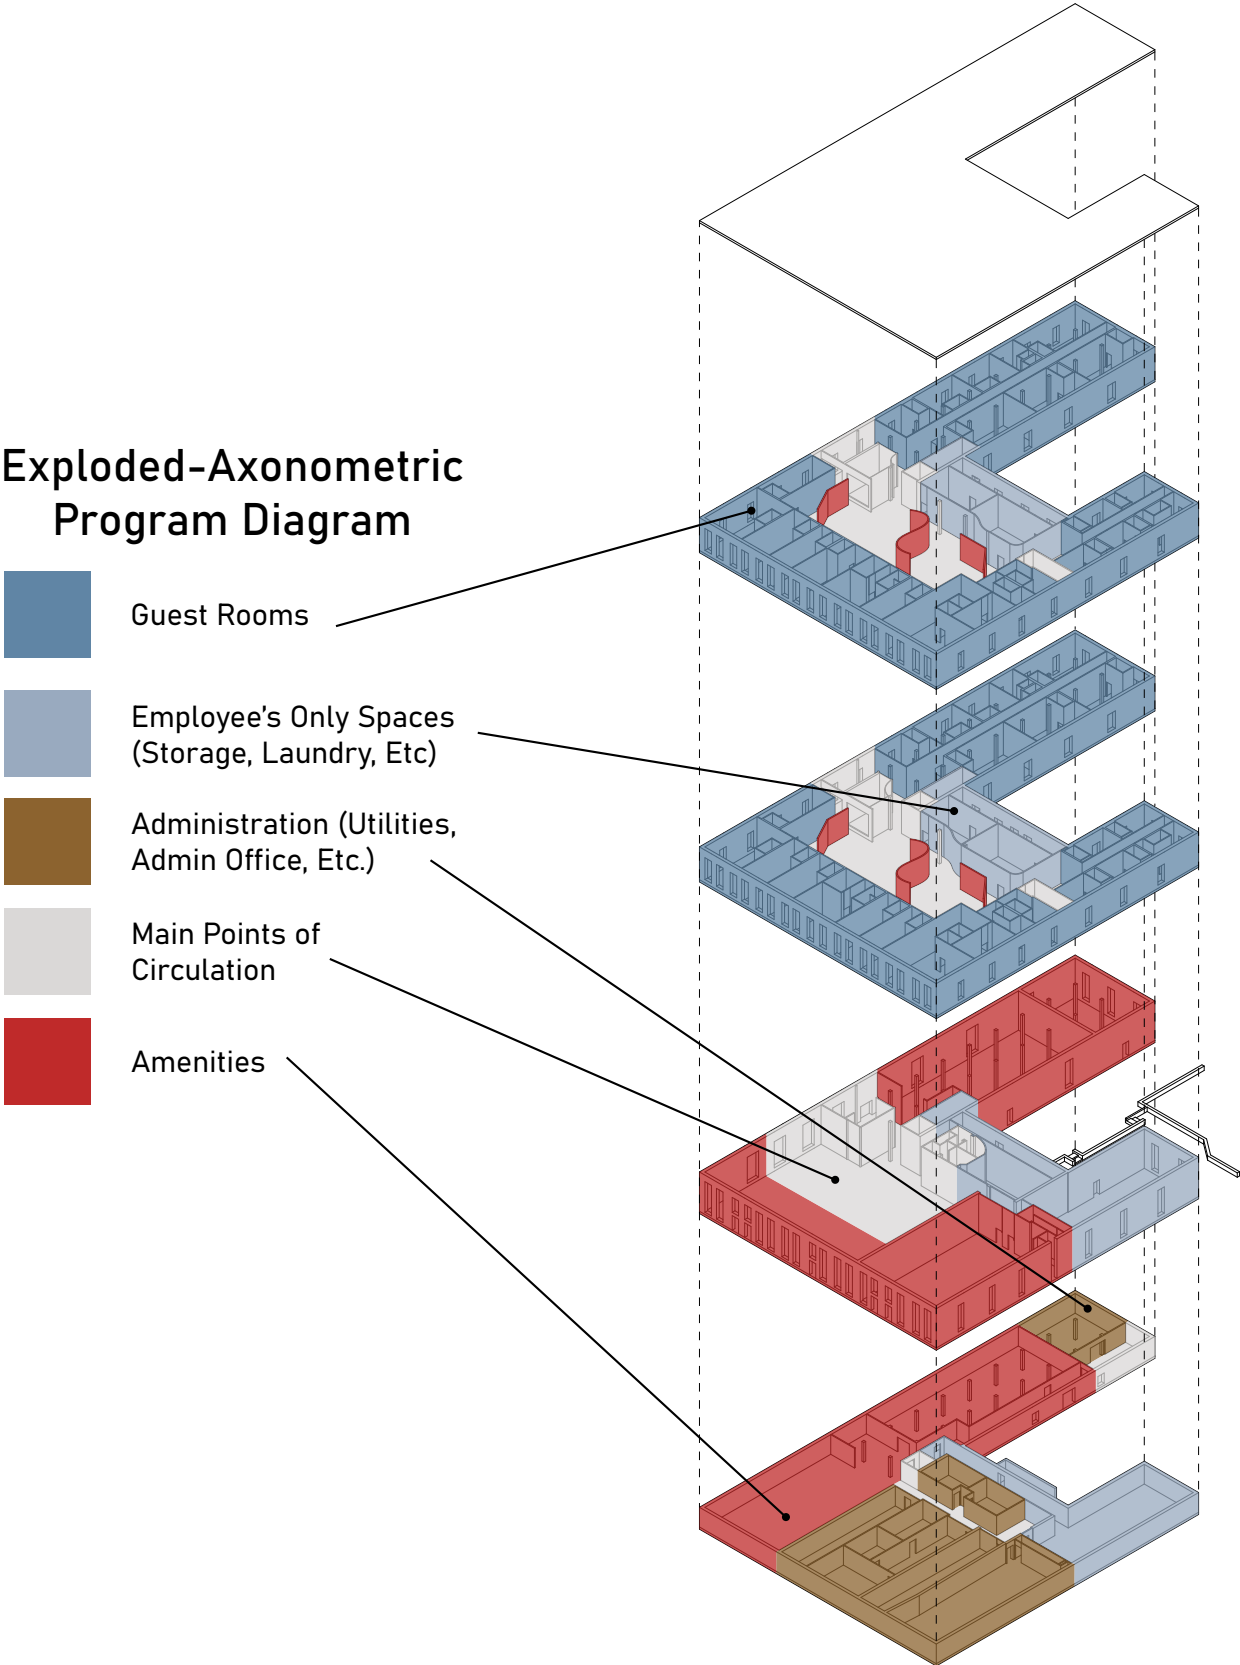 Exploded-Axonometric
Program Diagram
Guest Rooms
Employee's Only Spaces
(Storage, Laundry, Etc)
Administration (Utilities,
Admin Office, Etc.)
Main Points of
Circulation
Amenities